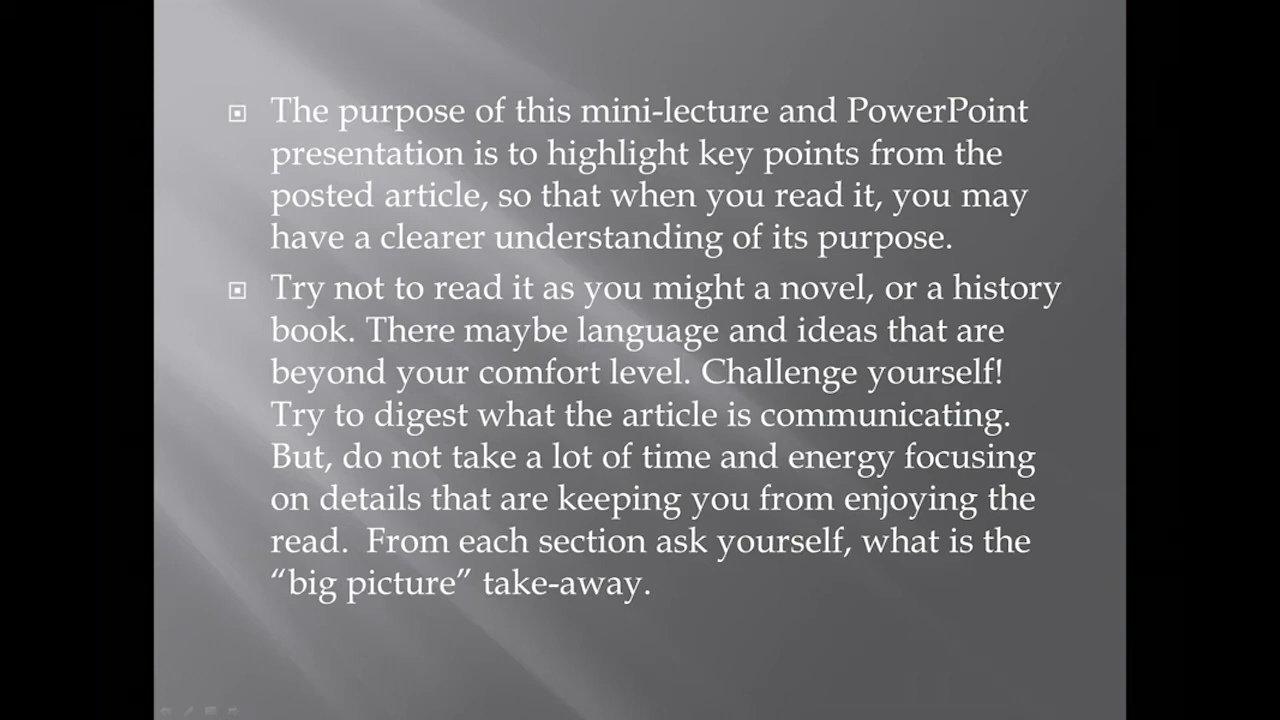 The purpose of this mini-lecture and PowerPoint
presentation is to highlight key points from the
posted article, so that when you read it, you may
have a clearer understanding of its purpose.
Try not to read it as you might a novel, or a history
book. There maybe language and ideas that are
beyond your comfort level. Challenge yourself!
Try to digest what the article is communicating.
But, do not take a lot of time and energy focusing
on details that are keeping you from enjoying the
read.  From each section ask yourself, what is the
“big picture” take-away.